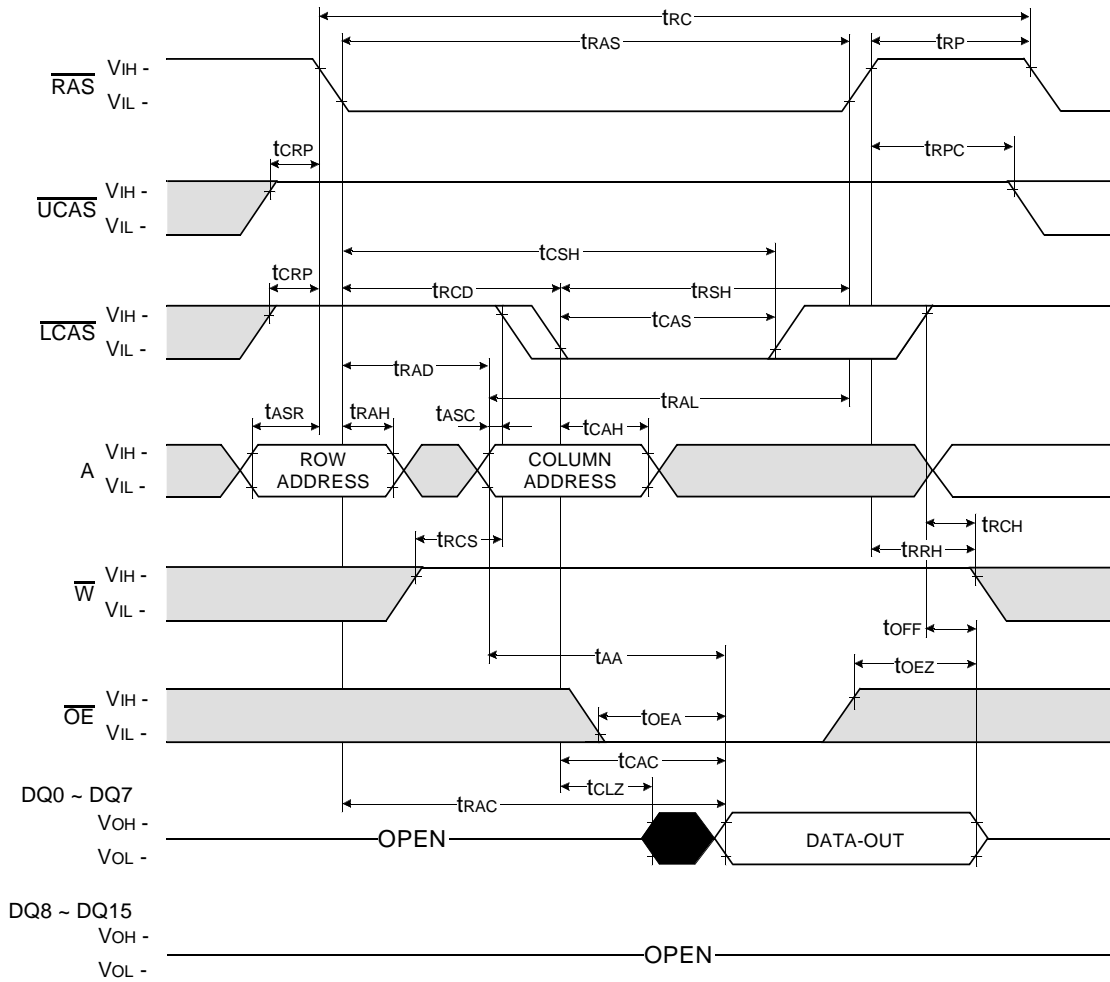 tRC
tRAS
tRP
RAS
VIH -
VIL -
tCRP
tRPC
UCAS
VIH -
VIL -
tCSH
tCRP
tRCD
tRSH
LCAS
VIH -
VIL -
tCAS
tRAD
tRAL
tASR
tRAH
tASC
tCAH
A
VIH -
VIL -
ROW
ADDRESS
COLUMN
ADDRESS
tRCS
tRCH
tRRH
W
VIH -
VIL -
tOFF
tAA
tOEZ
OE
VIH -
VIL -
tOEA
tCAC
tCLZ
tRAC
DQ0 ~ DQ7
VOH -
VOL -
OPEN
DATA-OUT
DQ8 ~ DQ15
VOH -
VOL -
OPEN